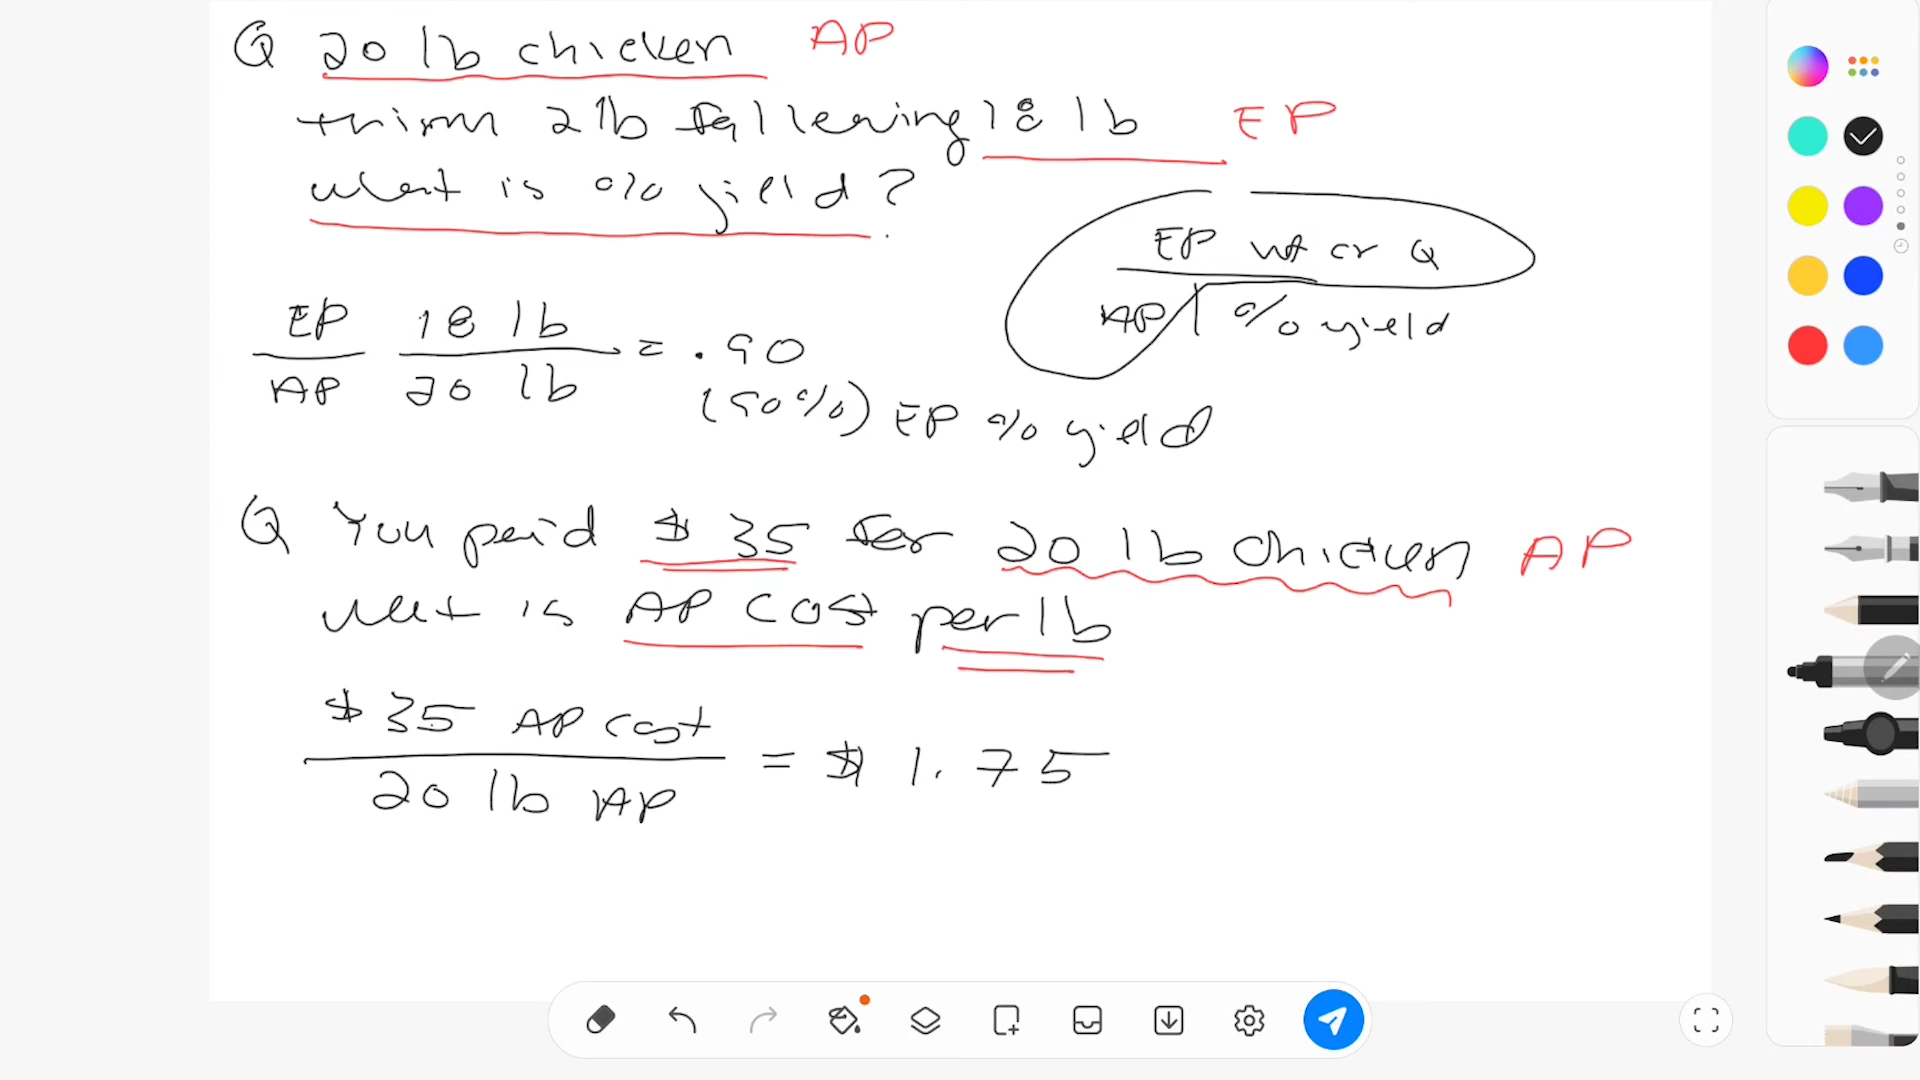 Q 20 lb chicken AP
trim 2 lb following 18 lb EP
what is % yield?
EP wt or Q
AP | % yield
EP 18 lb = .90
AP 20 lb (90%) EP % yield
Q You paid $35 for 20 lb chicken AP
what is AP cost per lb
$35 AP cost = $1.75
20 lb AP